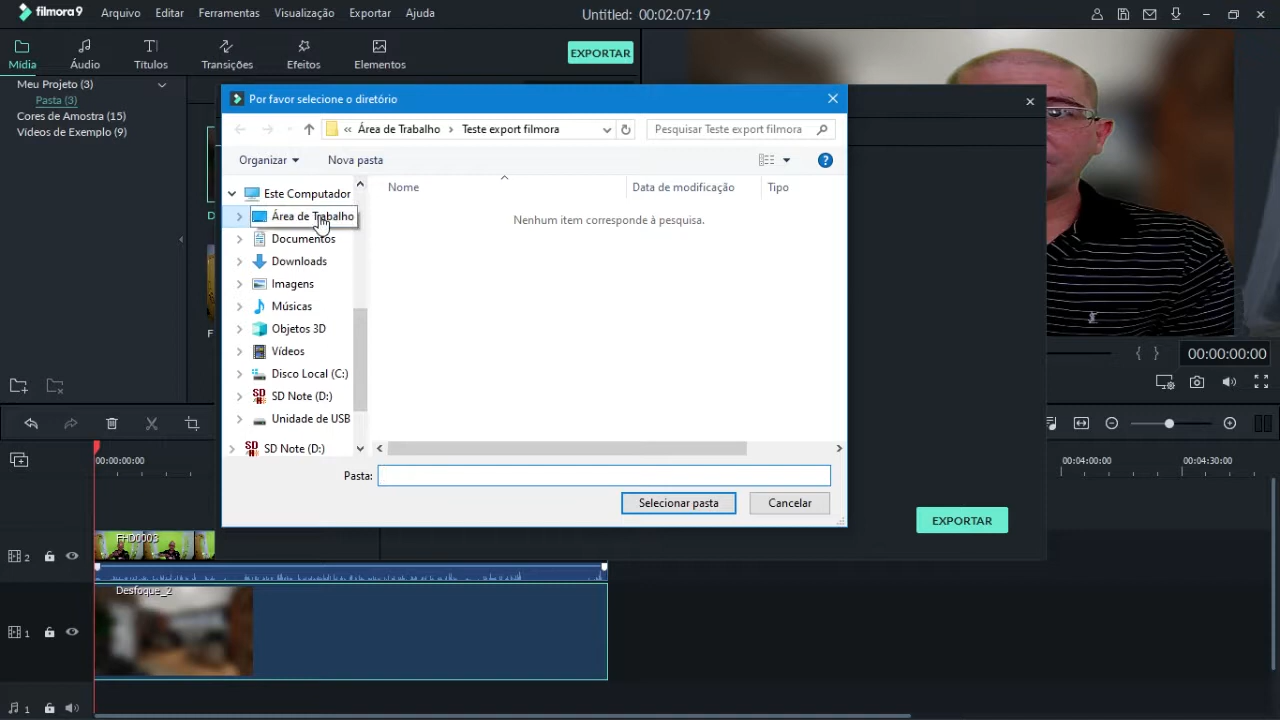 filmora9 Arquivo Editar Ferramentas Visualização Exportar Ajuda Untitled: 00:02:07:19
Mídia Áudio Títulos Transições Efeitos Elementos EXPORTAR
Meu Projeto (3)
Pasta (3)
Cores de Amostra (15)
Vídeos de Exemplo (9)
Por favor selecione o diretório
« Área de Trabalho › Teste export filmora Pesquisar Teste export filmora
Organizar Nova pasta
Nome Data de modificação Tipo
Nenhum item corresponde à pesquisa.
Este Computador
Área de Trabalho
Documentos
Downloads
Imagens
Músicas
Objetos 3D
Vídeos
Disco Local (C:)
SD Note (D:)
Unidade de USB
SD Note (D:)
Pasta:
Selecionar pasta Cancelar
EXPORTAR
00:00:00:00
00:00:00:00 00:04:00:00 00:04:30:00
2 FHD0003
1 Desfoque_2
1